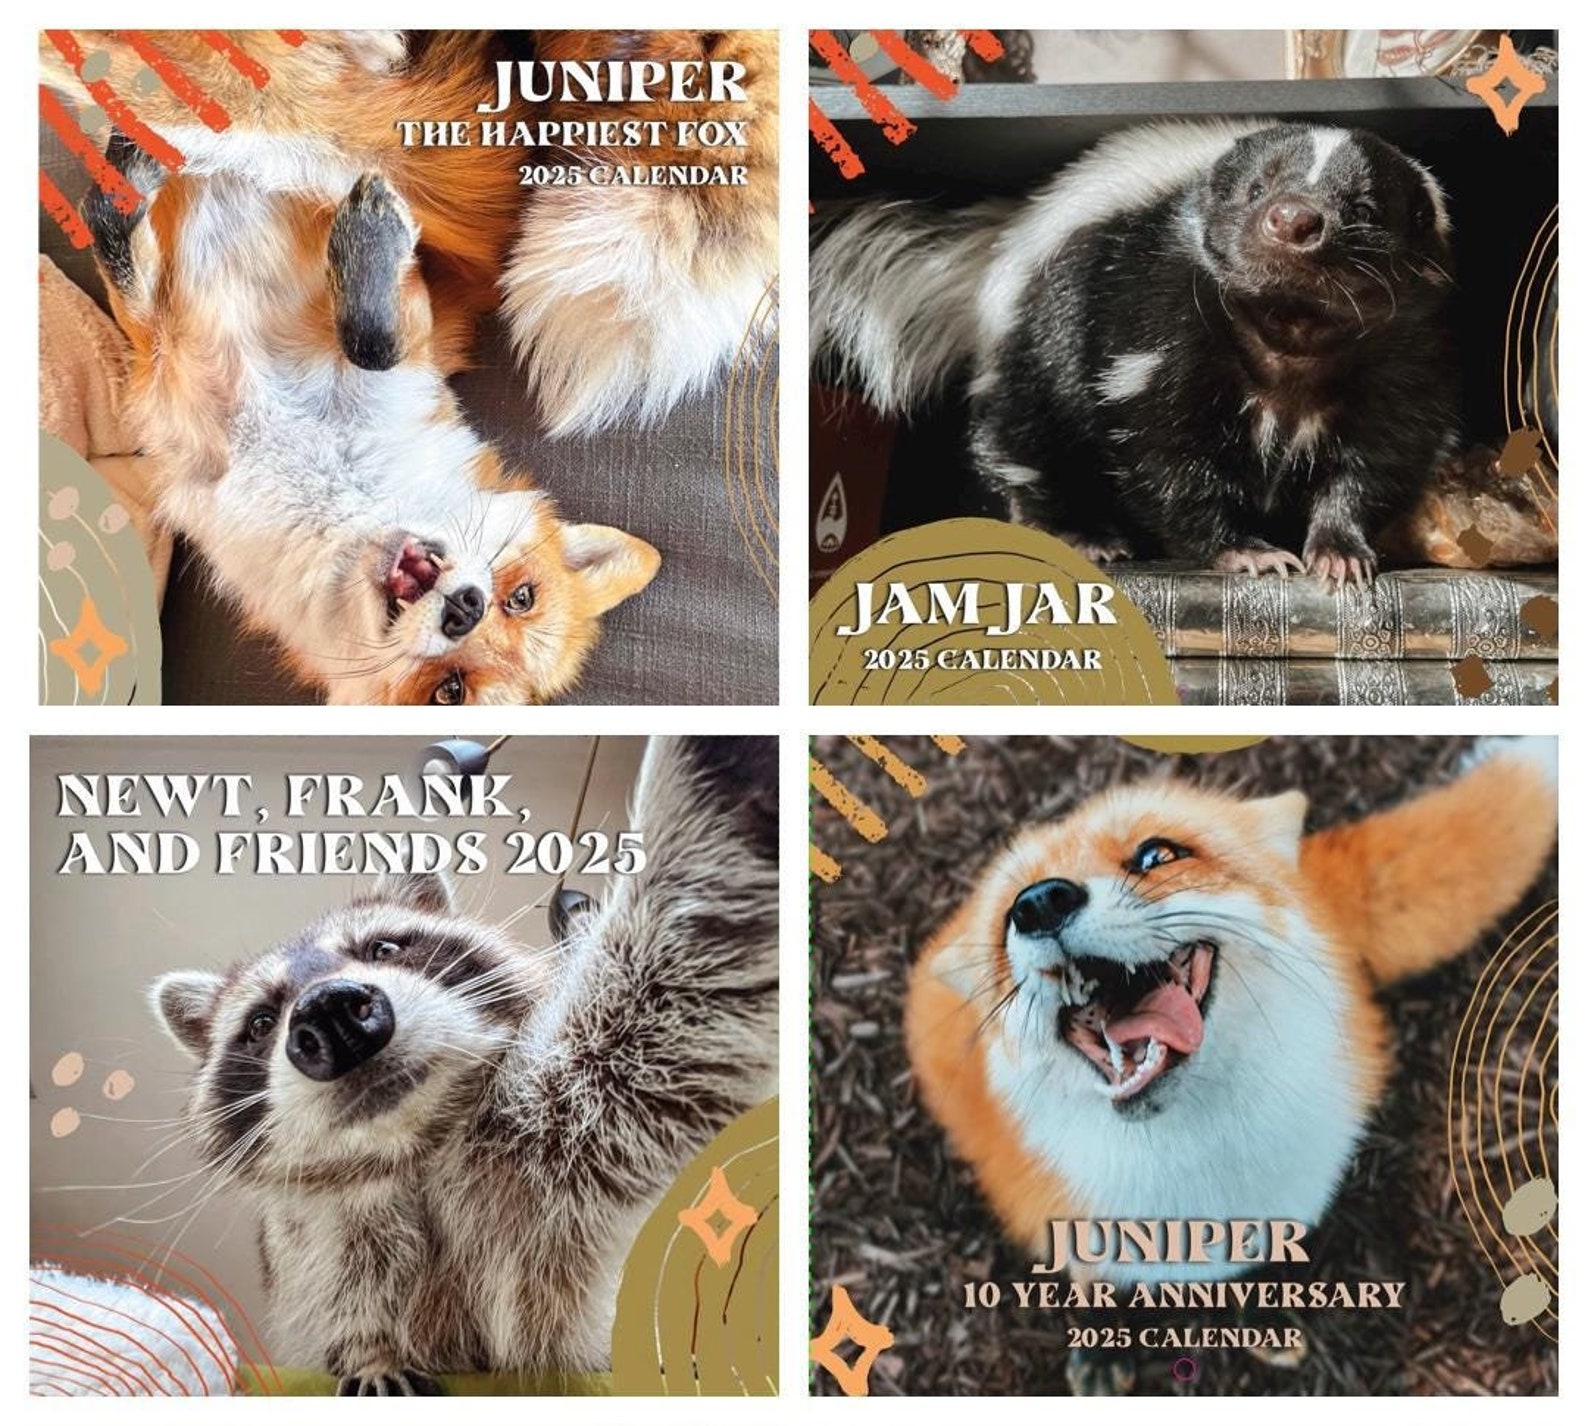 JUNIPER
THE HAPPIEST FOX
2025 CALENDAR
JAM JAR
2025 CALENDAR
NEWT, FRANK,
AND FRIENDS 2025
JUNIPER
10 YEAR ANNIVERSARY
2025 CALENDAR